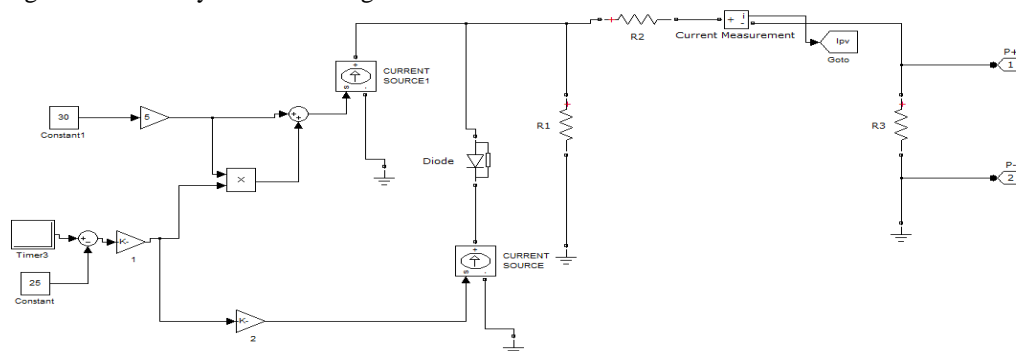 R2
Current Measurement
+
i
-
Ipv
Goto
P+
1
CURRENT
SOURCE1
+
s
-
30
Constant1
5
R1
R3
Diode
X
P-
2
Timer3
-K-
1
25
Constant
CURRENT
SOURCE
+
s
-
-K-
2